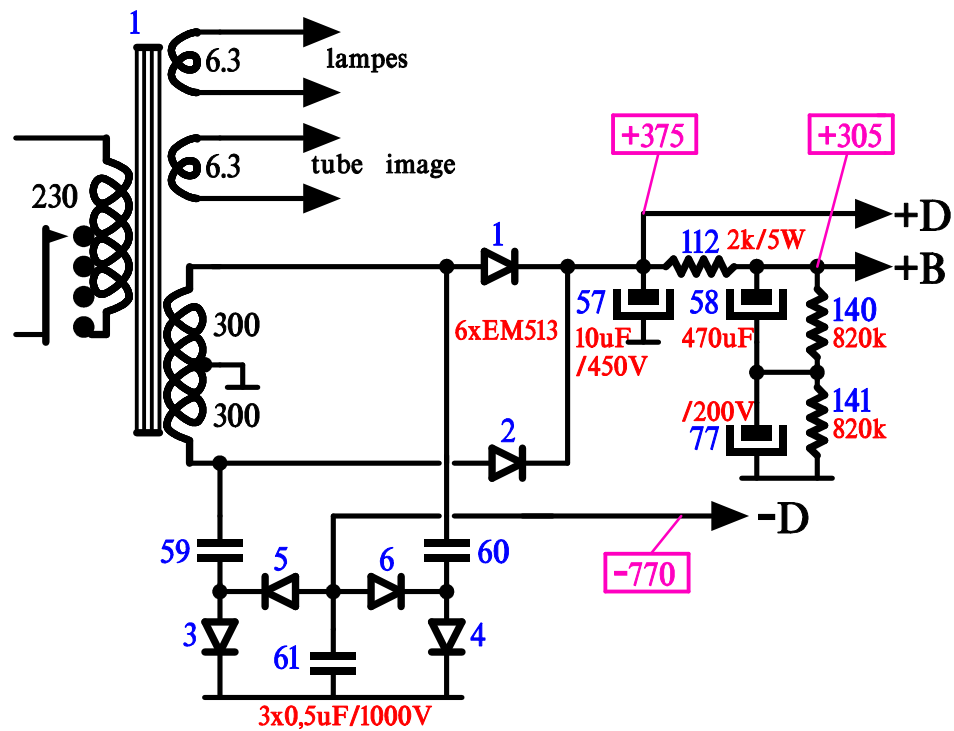 1
6.3
lampes
6.3
tube image
230
+375
+305
+D
1
112
2k/5W
+B
300
300
6xEM513
57
10uF
/450V
58
470uF
140
820k
/200V
77
141
820k
2
-D
59
5
6
60
-770
3
61
4
3x0,5uF/1000V